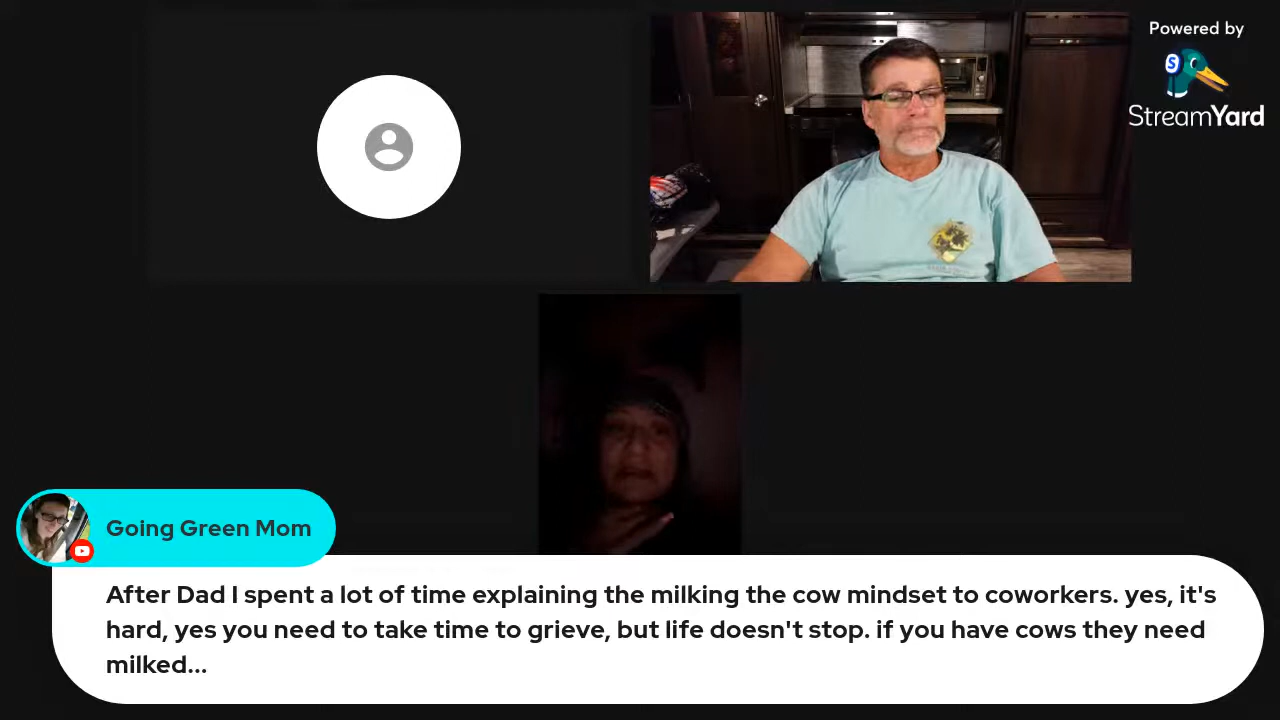 Powered by
S
StreamYard
Going Green Mom
After Dad I spent a lot of time explaining the milking the cow mindset to coworkers. yes, it's
hard, yes you need to take time to grieve, but life doesn't stop. if you have cows they need
milked...